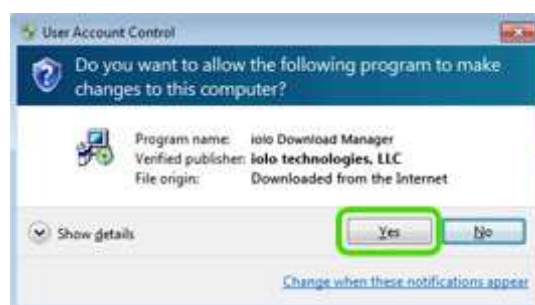 User Account Control
Do you want to allow the following program to make
changes to this computer?
Program name: iolo Download Manager
Verified publisher: iolo technologies, LLC
File origin: Downloaded from the Internet
Show details
Yes
No
Change when these notifications appear